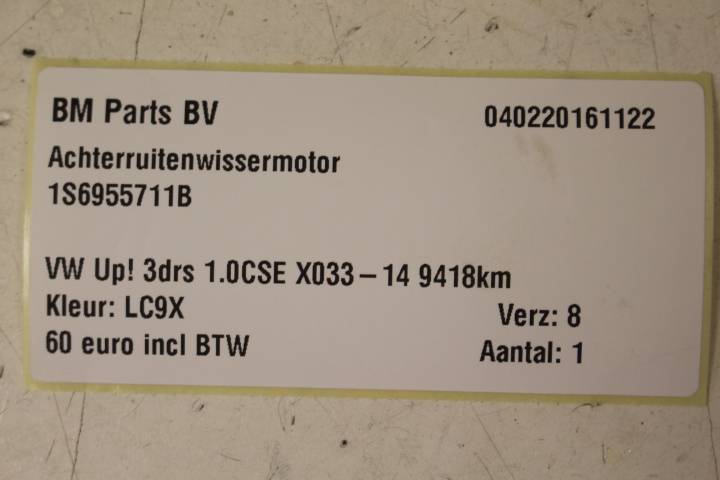 BM Parts BV 040220161122
Achterruitenwissermotor
1S6955711B
VW Up! 3drs 1.0CSE X033-14 9418km
Kleur: LC9X Verz: 8
60 euro incl BTW Aantal: 1